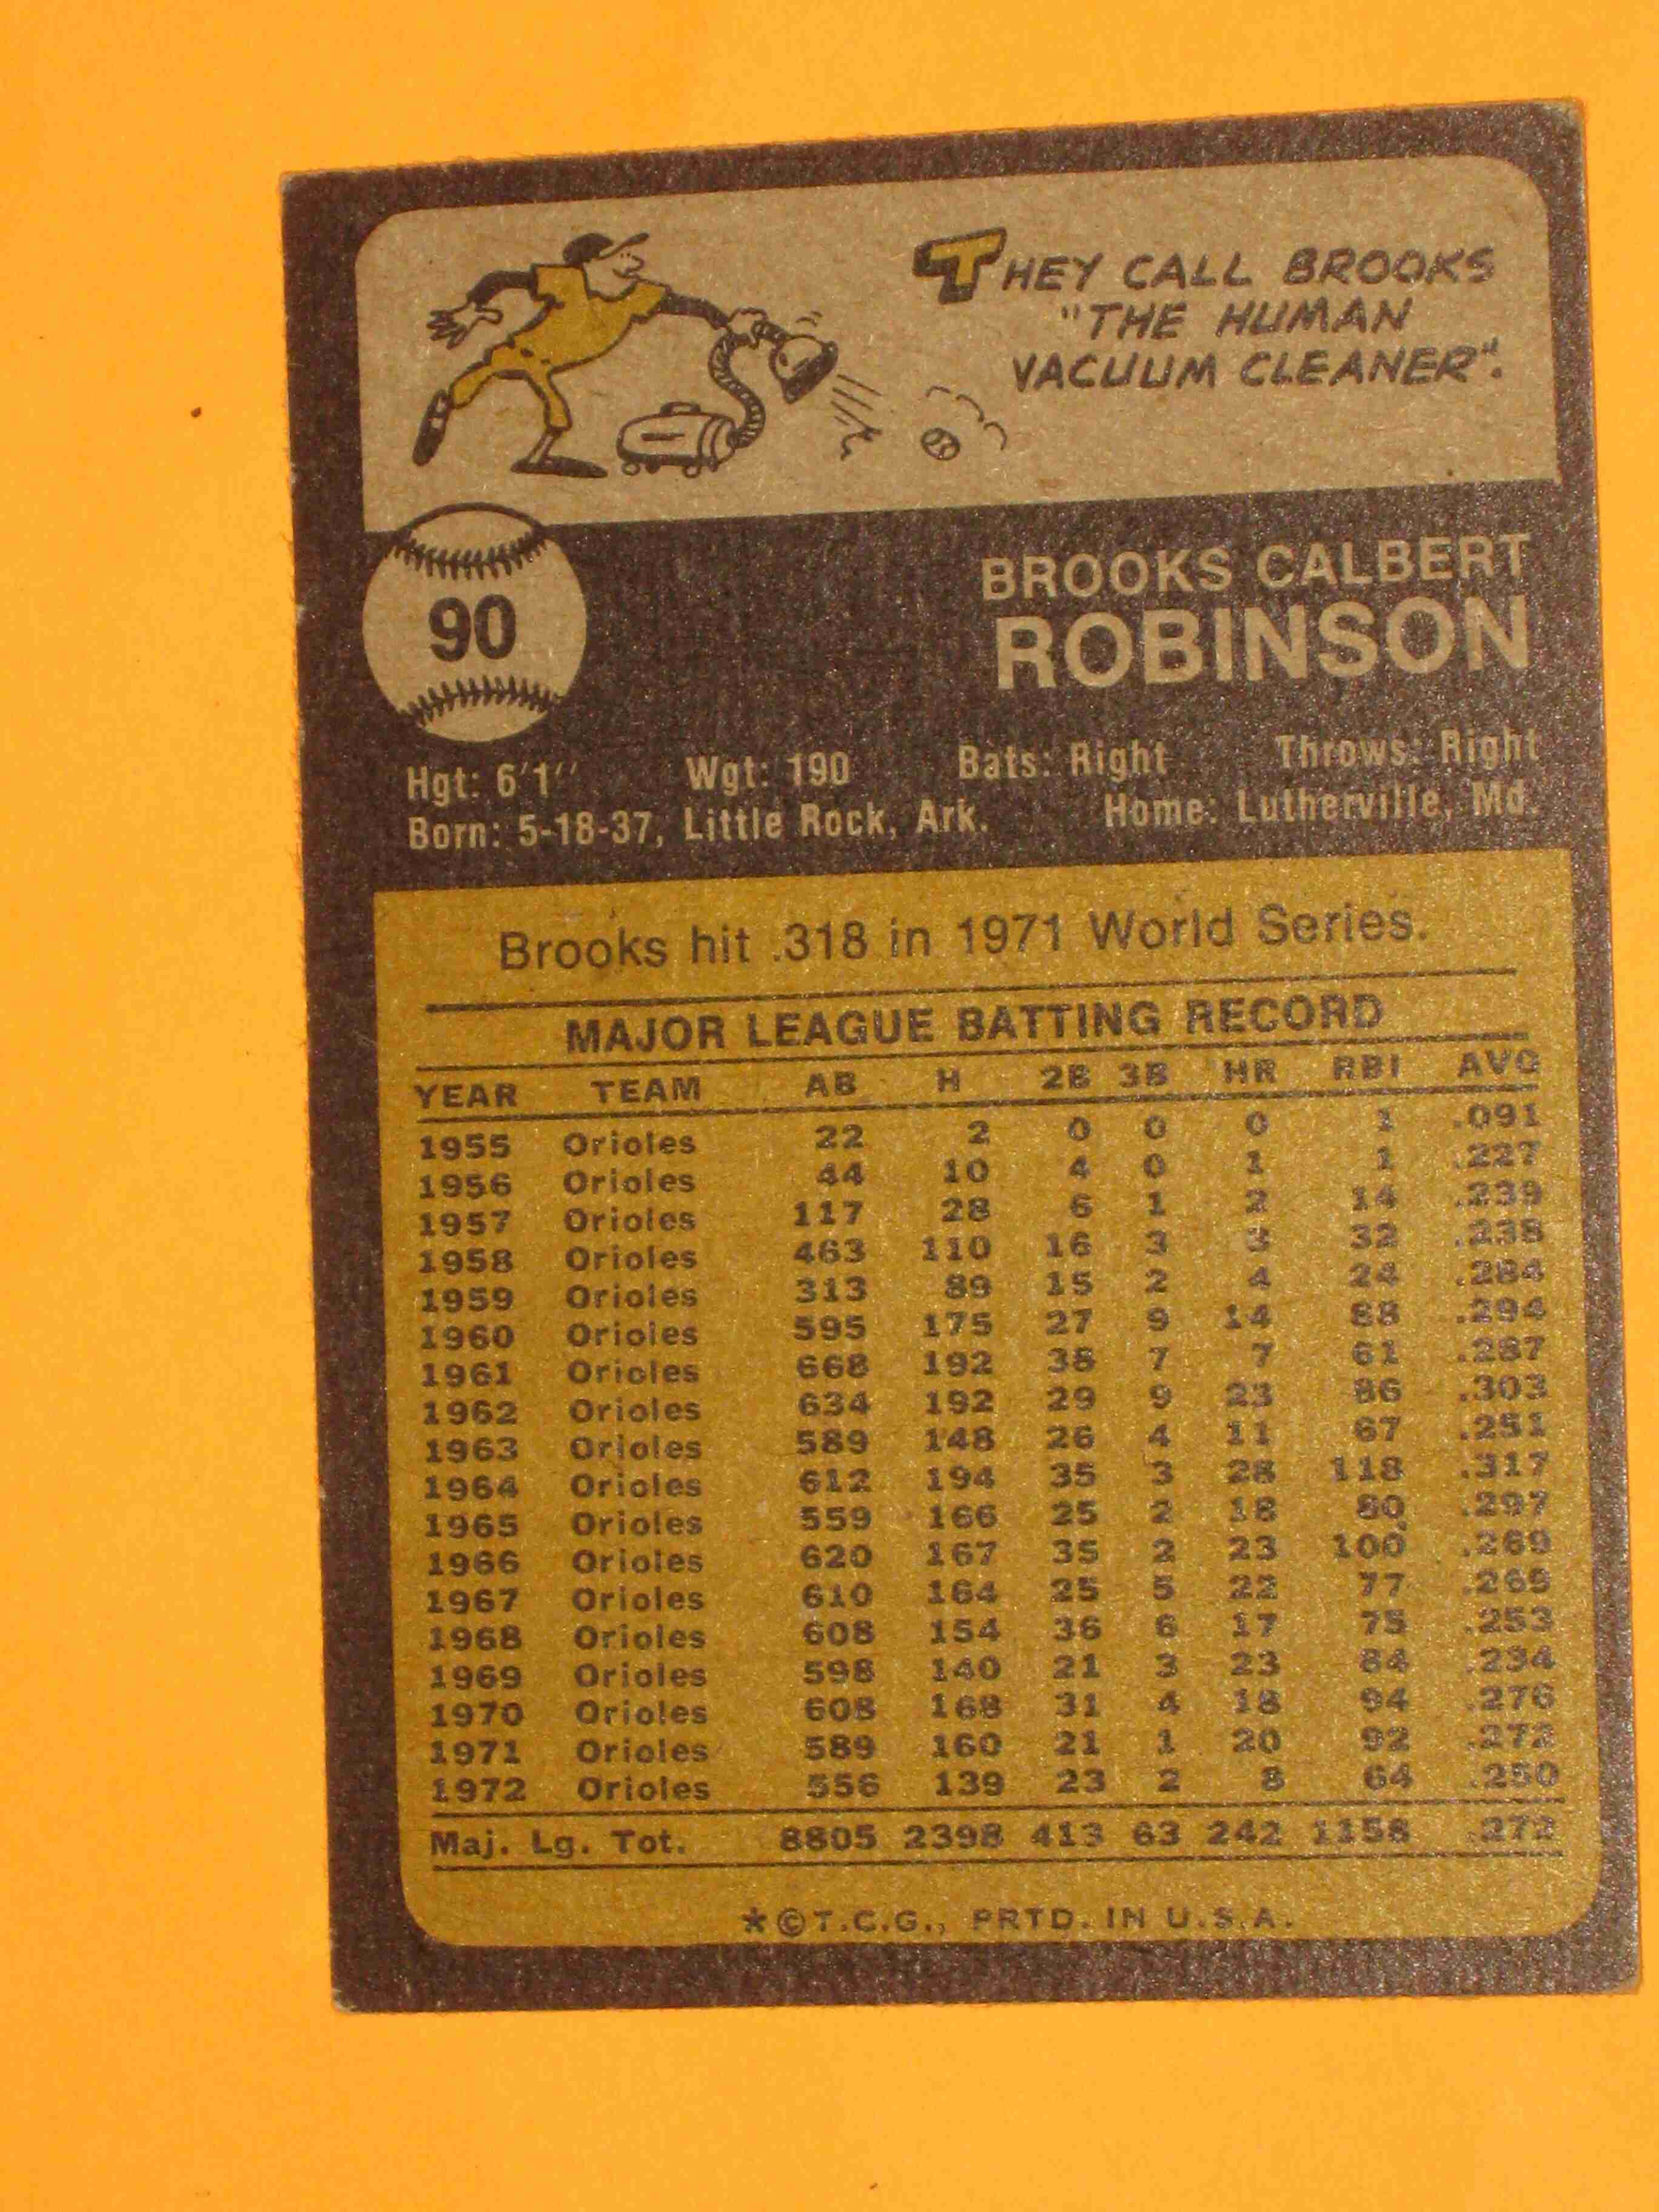 THEY CALL BROOKS
"THE HUMAN
VACUUM CLEANER".
90
BROOKS CALBERT
ROBINSON
Hgt: 6'1'' Wgt: 190 Bats: Right Throws: Right
Born: 5-18-37, Little Rock, Ark. Home: Lutherville, Md.
Brooks hit .318 in 1971 World Series.
MAJOR LEAGUE BATTING RECORD
YEAR TEAM AB H 2B 3B HR RBI AVG
1955 Orioles 22 2 0 0 0 1 .091
1956 Orioles 44 10 4 0 1 1 .227
1957 Orioles 117 28 6 1 2 14 .239
1958 Orioles 463 110 16 3 3 32 .238
1959 Orioles 313 89 15 2 4 24 .284
1960 Orioles 595 175 27 9 14 88 .294
1961 Orioles 668 192 38 7 7 61 .287
1962 Orioles 634 192 29 9 23 86 .303
1963 Orioles 589 148 26 4 11 67 .251
1964 Orioles 612 194 35 3 28 118 .317
1965 Orioles 559 166 25 2 18 80 .297
1966 Orioles 620 167 35 2 23 100 .269
1967 Orioles 610 164 25 5 22 77 .269
1968 Orioles 608 154 36 6 17 75 .253
1969 Orioles 598 140 21 3 23 84 .234
1970 Orioles 608 168 31 4 18 94 .276
1971 Orioles 589 160 21 1 20 92 .272
1972 Orioles 556 139 23 2 8 64 .250
Maj. Lg. Tot. 8805 2398 413 63 242 1158 .272
*©T.C.G., PRTD. IN U.S.A.